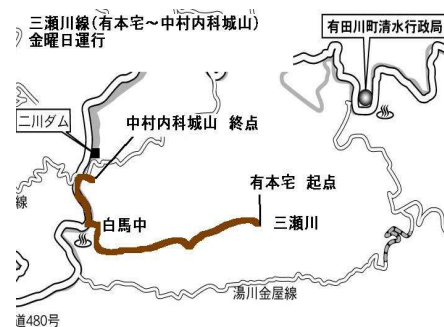 三瀬川線(有本宅～中村内科城山)
金曜日運行
有田川町清水行政局
二川ダム
中村内科城山 終点
有本宅 起点
線
白馬中
三瀬川
湯川金屋線
道480号